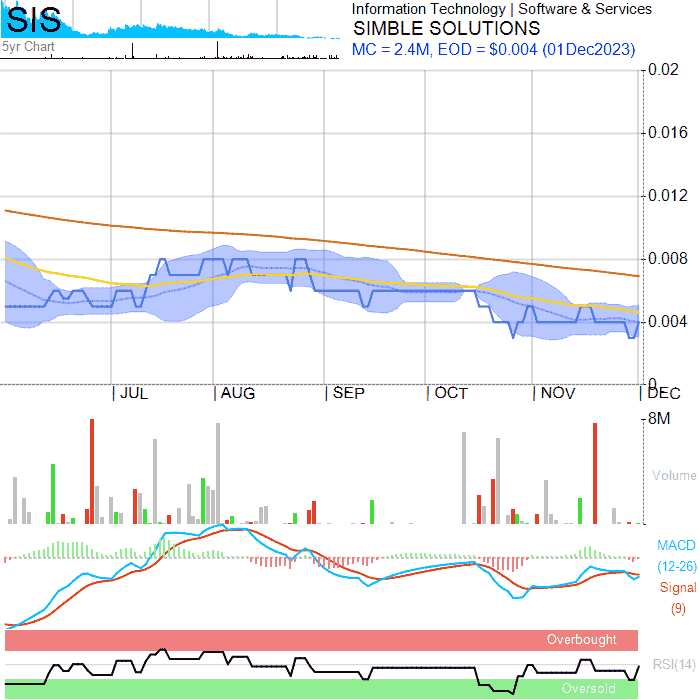 SIS
5yr Chart
Information Technology | Software & Services
SIMBLE SOLUTIONS
MC = 2.4M, EOD = $0.004 (01Dec2023)
0.02
0.016
0.012
0.008
0.004
0
JUL AUG SEP OCT NOV DEC
8M
Volume
MACD
(12-26)
Signal
(9)
Overbought
RSI(14)
Oversold